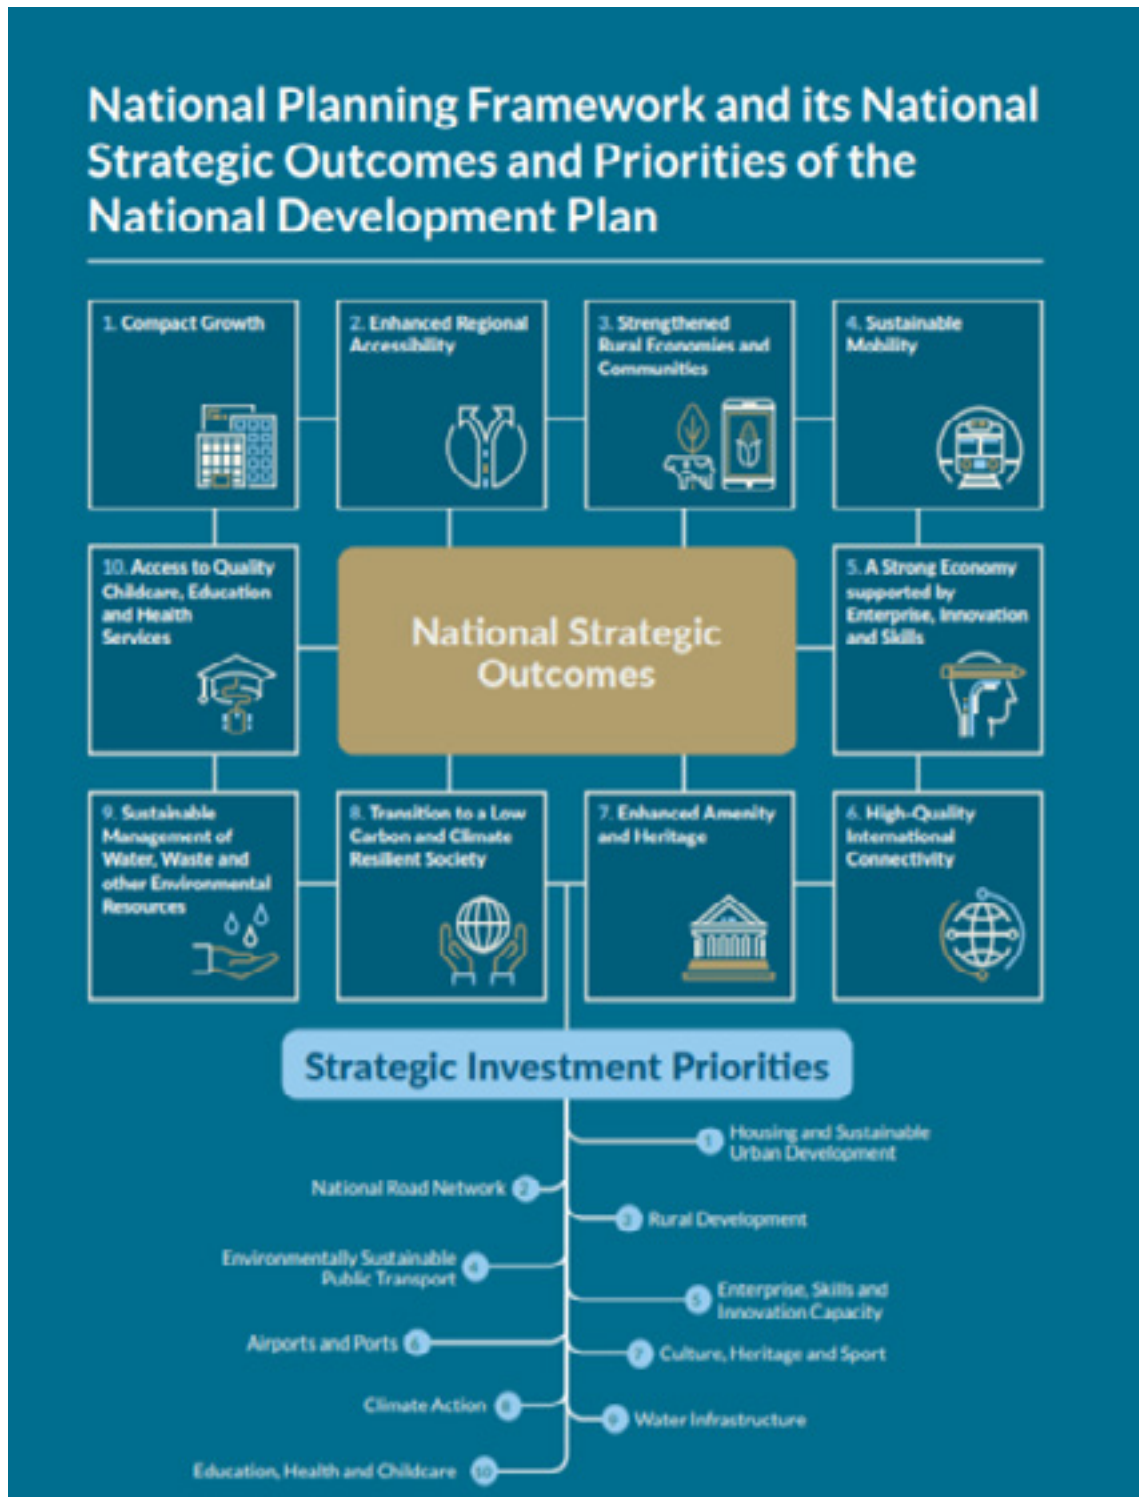 National Planning Framework and its National
Strategic Outcomes and Priorities of the
National Development Plan
1. Compact Growth
2. Enhanced Regional
Accessibility
3. Strengthened
Rural Economies and
Communities
4. Sustainable
Mobility
10. Access to Quality
Childcare, Education
and Health
Services
National Strategic
Outcomes
5. A Strong Economy
supported by
Enterprise, Innovation
and Skills
9. Sustainable
Management of
Water, Waste and
other Environmental
Resources
8. Transition to a Low
Carbon and Climate
Resilient Society
7. Enhanced Amenity
and Heritage
6. High-Quality
International
Connectivity
Strategic Investment Priorities
1 Housing and Sustainable
Urban Development
National Road Network 2
3 Rural Development
Environmentally Sustainable
Public Transport 4
5 Enterprise, Skills and
Innovation Capacity
Airports and Ports 6
7 Culture, Heritage and Sport
Climate Action 8
9 Water Infrastructure
Education, Health and Childcare 10